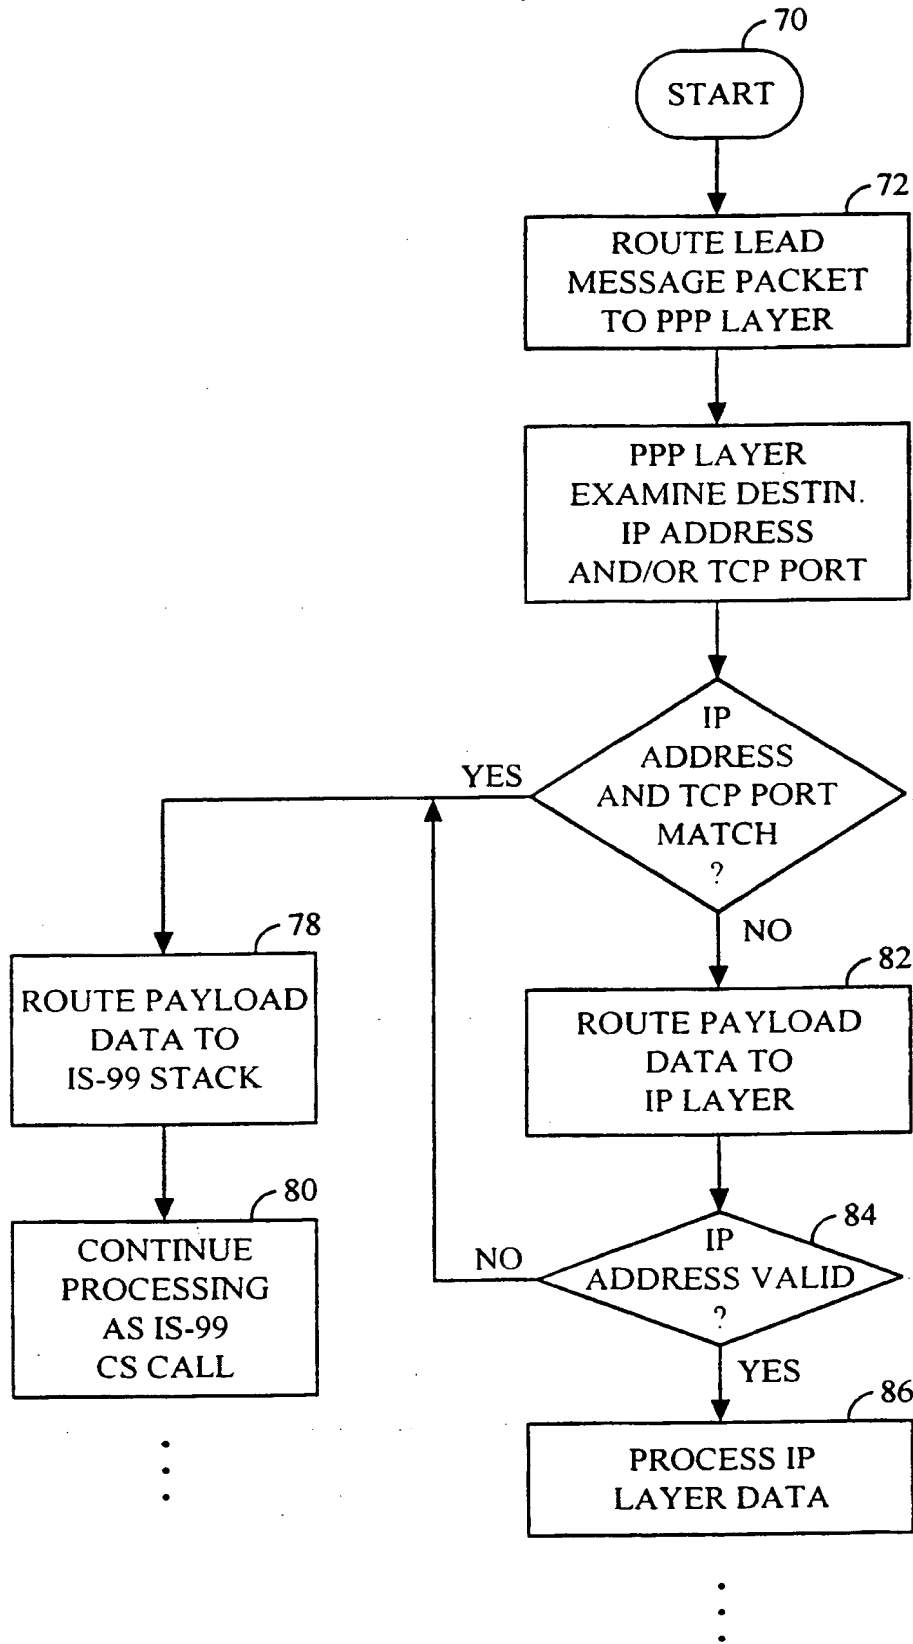 70
START
72
ROUTE LEAD
MESSAGE PACKET
TO PPP LAYER
PPP LAYER
EXAMINE DESTIN.
IP ADDRESS
AND/OR TCP PORT
IP
ADDRESS
AND TCP PORT
MATCH
?
YES
NO
78
ROUTE PAYLOAD
DATA TO
IS-99 STACK
82
ROUTE PAYLOAD
DATA TO
IP LAYER
80
CONTINUE
PROCESSING
AS IS-99
CS CALL
84
IP
ADDRESS VALID
?
NO
YES
86
PROCESS IP
LAYER DATA